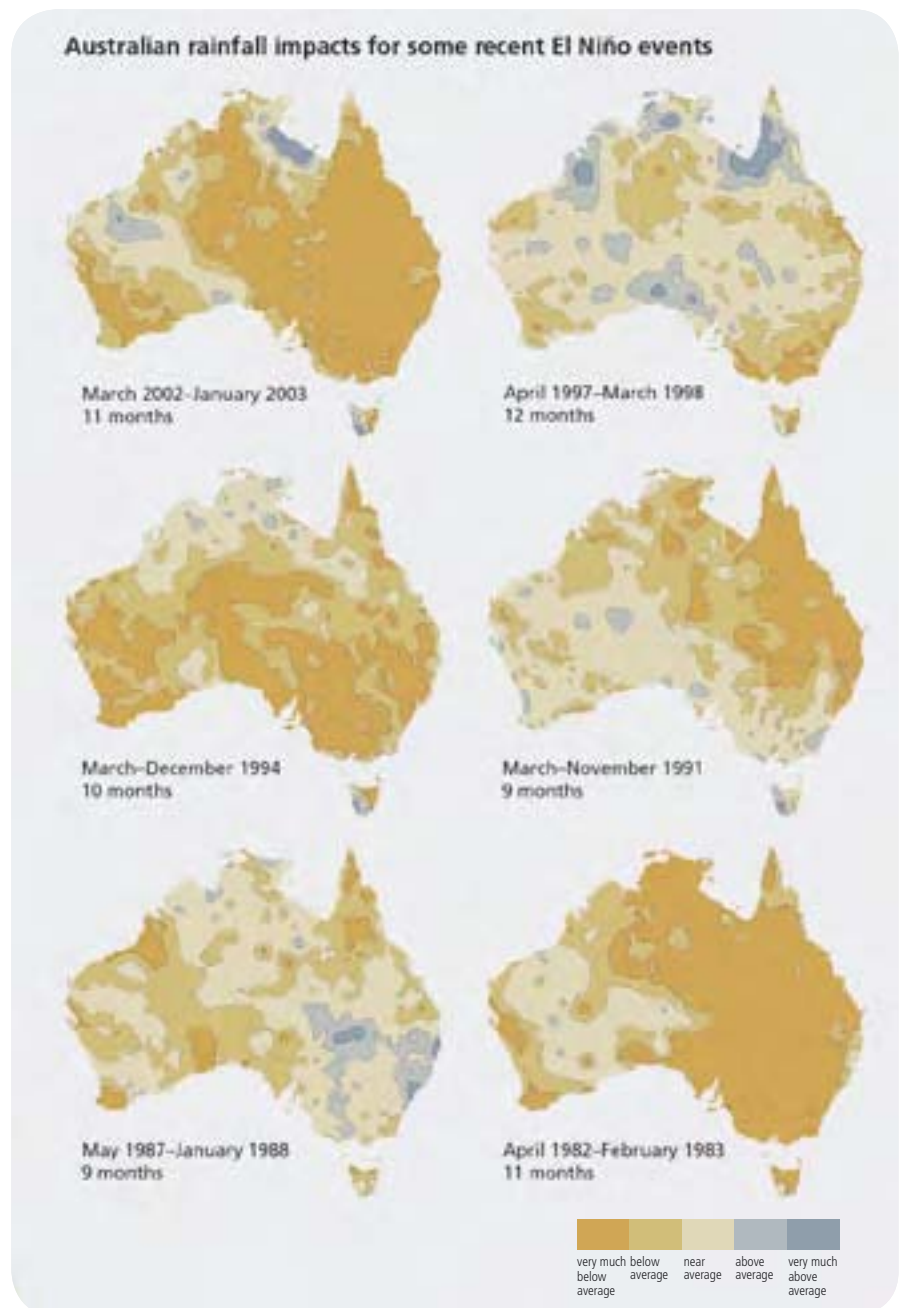 Australian rainfall impacts for some recent El Niño events
March 2002–January 2003
11 months
April 1997–March 1998
12 months
March–December 1994
10 months
March–November 1991
9 months
May 1987–January 1988
9 months
April 1982–February 1983
11 months
very much
below
average
below
average
near
average
above
average
very much
above
average